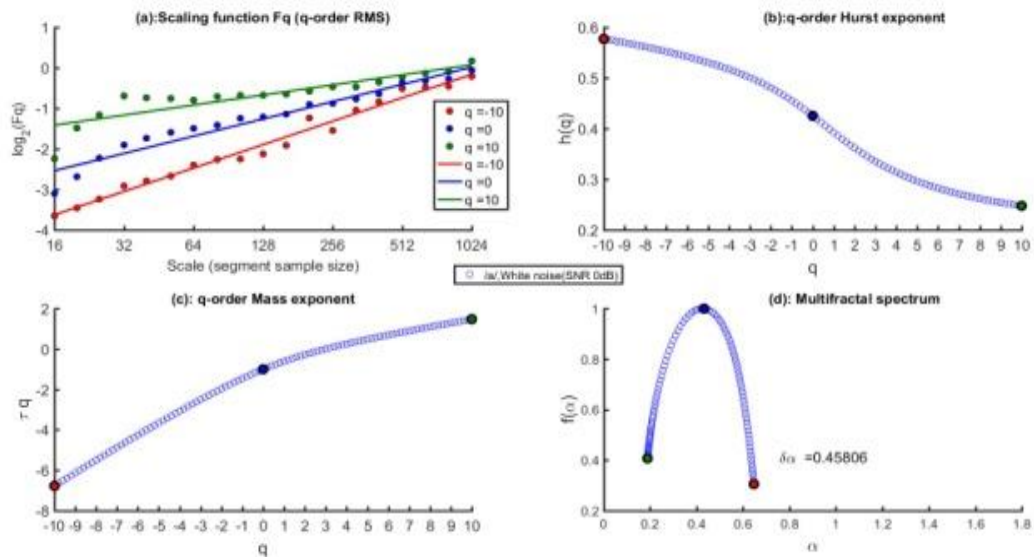 (a):Scaling function Fq (q-order RMS)
1
0
-1
-2
-3
-4
log2(Fq)
q =-10
q =0
q =10
q =-10
q =0
q =10
16 32 64 128 256 512 1024
Scale (segment sample size)
(b):q-order Hurst exponent
0.6
0.5
0.4
0.3
0.2
h(q)
-10 -9 -8 -7 -6 -5 -4 -3 -2 -1 0 1 2 3 4 5 6 7 8 9 10
q
/a/,White noise(SNR 0dB)
(c): q-order Mass exponent
2
0
-2
-4
-6
-8
τ q
-10 -9 -8 -7 -6 -5 -4 -3 -2 -1 0 1 2 3 4 5 6 7 8 9 10
q
(d): Multifractal spectrum
1
0.8
0.6
0.4
0.2
f(α)
δα =0.45806
0 0.2 0.4 0.6 0.8 1 1.2 1.4 1.6 1.8
α